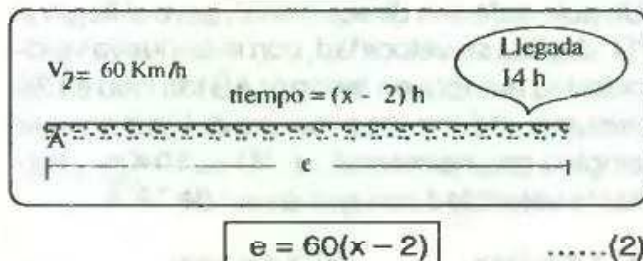 V₂= 60 Km/h
tiempo = (x - 2) h
Llegada
14 h
A
e
e = 60(x – 2) ......(2)